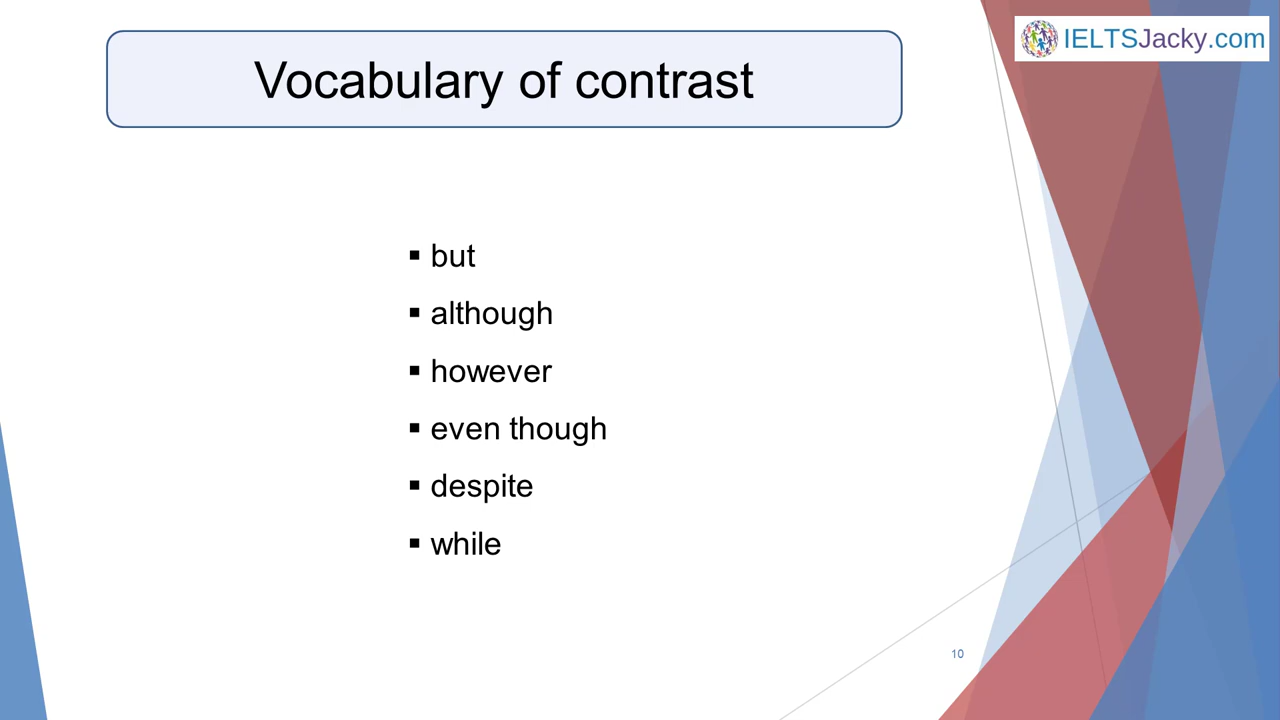 IELTSJacky.com
Vocabulary of contrast
▪ but
▪ although
▪ however
▪ even though
▪ despite
▪ while
10